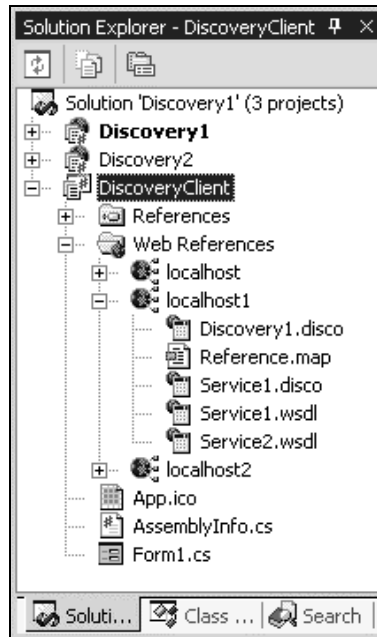 Solution Explorer - DiscoveryClient
Solution 'Discovery1' (3 projects)
Discovery1
Discovery2
DiscoveryClient
References
Web References
localhost
localhost1
Discovery1.disco
Reference.map
Service1.disco
Service1.wsdl
Service2.wsdl
localhost2
App.ico
AssemblyInfo.cs
Form1.cs
Soluti... Class ... Search